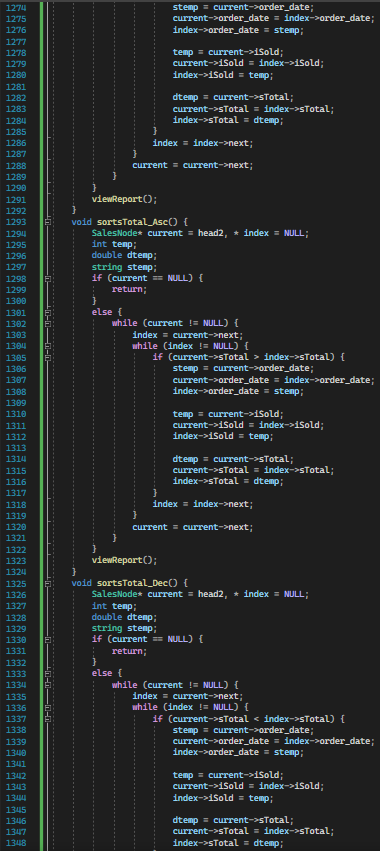 1274 stemp = current->order_date;
1275 current->order_date = index->order_date;
1276 index->order_date = stemp;
1277
1278 temp = current->iSold;
1279 current->iSold = index->iSold;
1280 index->iSold = temp;
1281
1282 dtemp = current->sTotal;
1283 current->sTotal = index->sTotal;
1284 index->sTotal = dtemp;
1285 }
1286 index = index->next;
1287 }
1288 current = current->next;
1289 }
1290 }
1291 viewReport();
1292 }
1293 void sortsTotal_Asc() {
1294 SalesNode* current = head2, * index = NULL;
1295 int temp;
1296 double dtemp;
1297 string stemp;
1298 if (current == NULL) {
1299 return;
1300 }
1301 else {
1302 while (current != NULL) {
1303 index = current->next;
1304 while (index != NULL) {
1305 if (current->sTotal > index->sTotal) {
1306 stemp = current->order_date;
1307 current->order_date = index->order_date;
1308 index->order_date = stemp;
1309
1310 temp = current->iSold;
1311 current->iSold = index->iSold;
1312 index->iSold = temp;
1313
1314 dtemp = current->sTotal;
1315 current->sTotal = index->sTotal;
1316 index->sTotal = dtemp;
1317 }
1318 index = index->next;
1319 }
1320 current = current->next;
1321 }
1322 }
1323 viewReport();
1324 }
1325 void sortsTotal_Dec() {
1326 SalesNode* current = head2, * index = NULL;
1327 int temp;
1328 double dtemp;
1329 string stemp;
1330 if (current == NULL) {
1331 return;
1332 }
1333 else {
1334 while (current != NULL) {
1335 index = current->next;
1336 while (index != NULL) {
1337 if (current->sTotal < index->sTotal) {
1338 stemp = current->order_date;
1339 current->order_date = index->order_date;
1340 index->order_date = stemp;
1341
1342 temp = current->iSold;
1343 current->iSold = index->iSold;
1344 index->iSold = temp;
1345
1346 dtemp = current->sTotal;
1347 current->sTotal = index->sTotal;
1348 index->sTotal = dtemp;